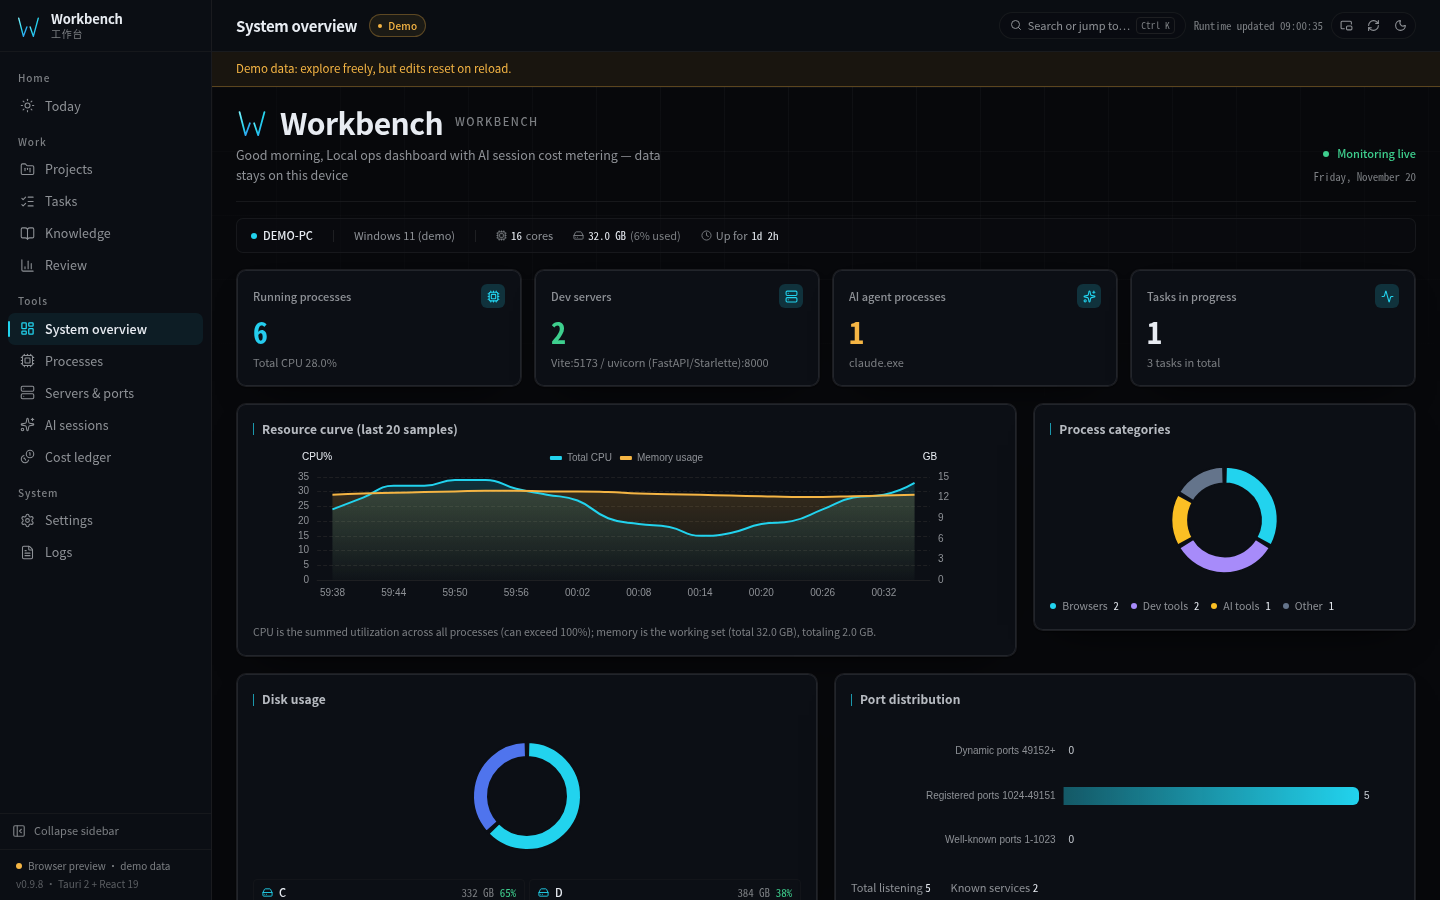 Workbench
工作台
Home
Today
Work
Projects
Tasks
Knowledge
Review
Tools
System overview
Processes
Servers & ports
AI sessions
Cost ledger
System
Settings
Logs
Collapse sidebar
Browser preview · demo data
v0.9.8 · Tauri 2 + React 19
System overview
Demo
Search or jump to… Ctrl K
Runtime updated 09:00:35
Demo data: explore freely, but edits reset on reload.
Workbench WORKBENCH
Good morning, Local ops dashboard with AI session cost metering — data
stays on this device
Monitoring live
Friday, November 20
DEMO-PC
Windows 11 (demo)
16 cores
32.0 GB (6% used)
Up for 1d 2h
Running processes
6
Total CPU 28.0%
Dev servers
2
Vite:5173 / uvicorn (FastAPI/Starlette):8000
AI agent processes
1
claude.exe
Tasks in progress
1
3 tasks in total
Resource curve (last 20 samples)
CPU%
Total CPU
Memory usage
GB
35
30
25
20
15
10
5
0
15
12
9
6
3
0
59:38
59:44
59:50
59:56
00:02
00:08
00:14
00:20
00:26
00:32
CPU is the summed utilization across all processes (can exceed 100%); memory is the working set (total 32.0 GB), totaling 2.0 GB.
Process categories
Browsers 2
Dev tools 2
AI tools 1
Other 1
Disk usage
C 332 GB 65%
D 384 GB 38%
Port distribution
Dynamic ports 49152+ 0
Registered ports 1024-49151 5
Well-known ports 1-1023 0
Total listening 5
Known services 2